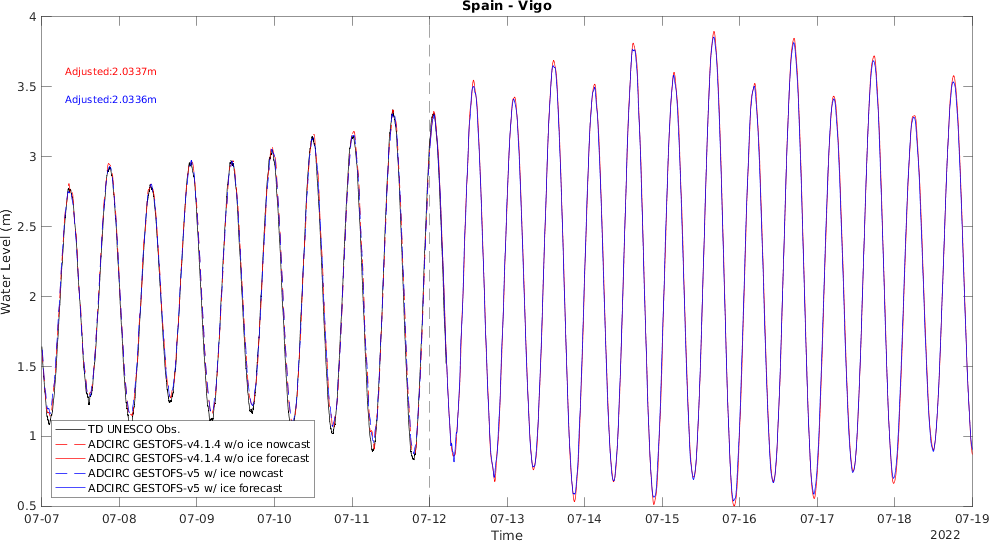 Spain - Vigo
4
3.5
3
2.5
2
1.5
1
0.5
Water Level (m)
Adjusted:2.0337m
Adjusted:2.0336m
TD UNESCO Obs.
ADCIRC GESTOFS-v4.1.4 w/o ice nowcast
ADCIRC GESTOFS-v4.1.4 w/o ice forecast
ADCIRC GESTOFS-v5 w/ ice nowcast
ADCIRC GESTOFS-v5 w/ ice forecast
07-07 07-08 07-09 07-10 07-11 07-12 07-13 07-14 07-15 07-16 07-17 07-18 07-19
Time
2022